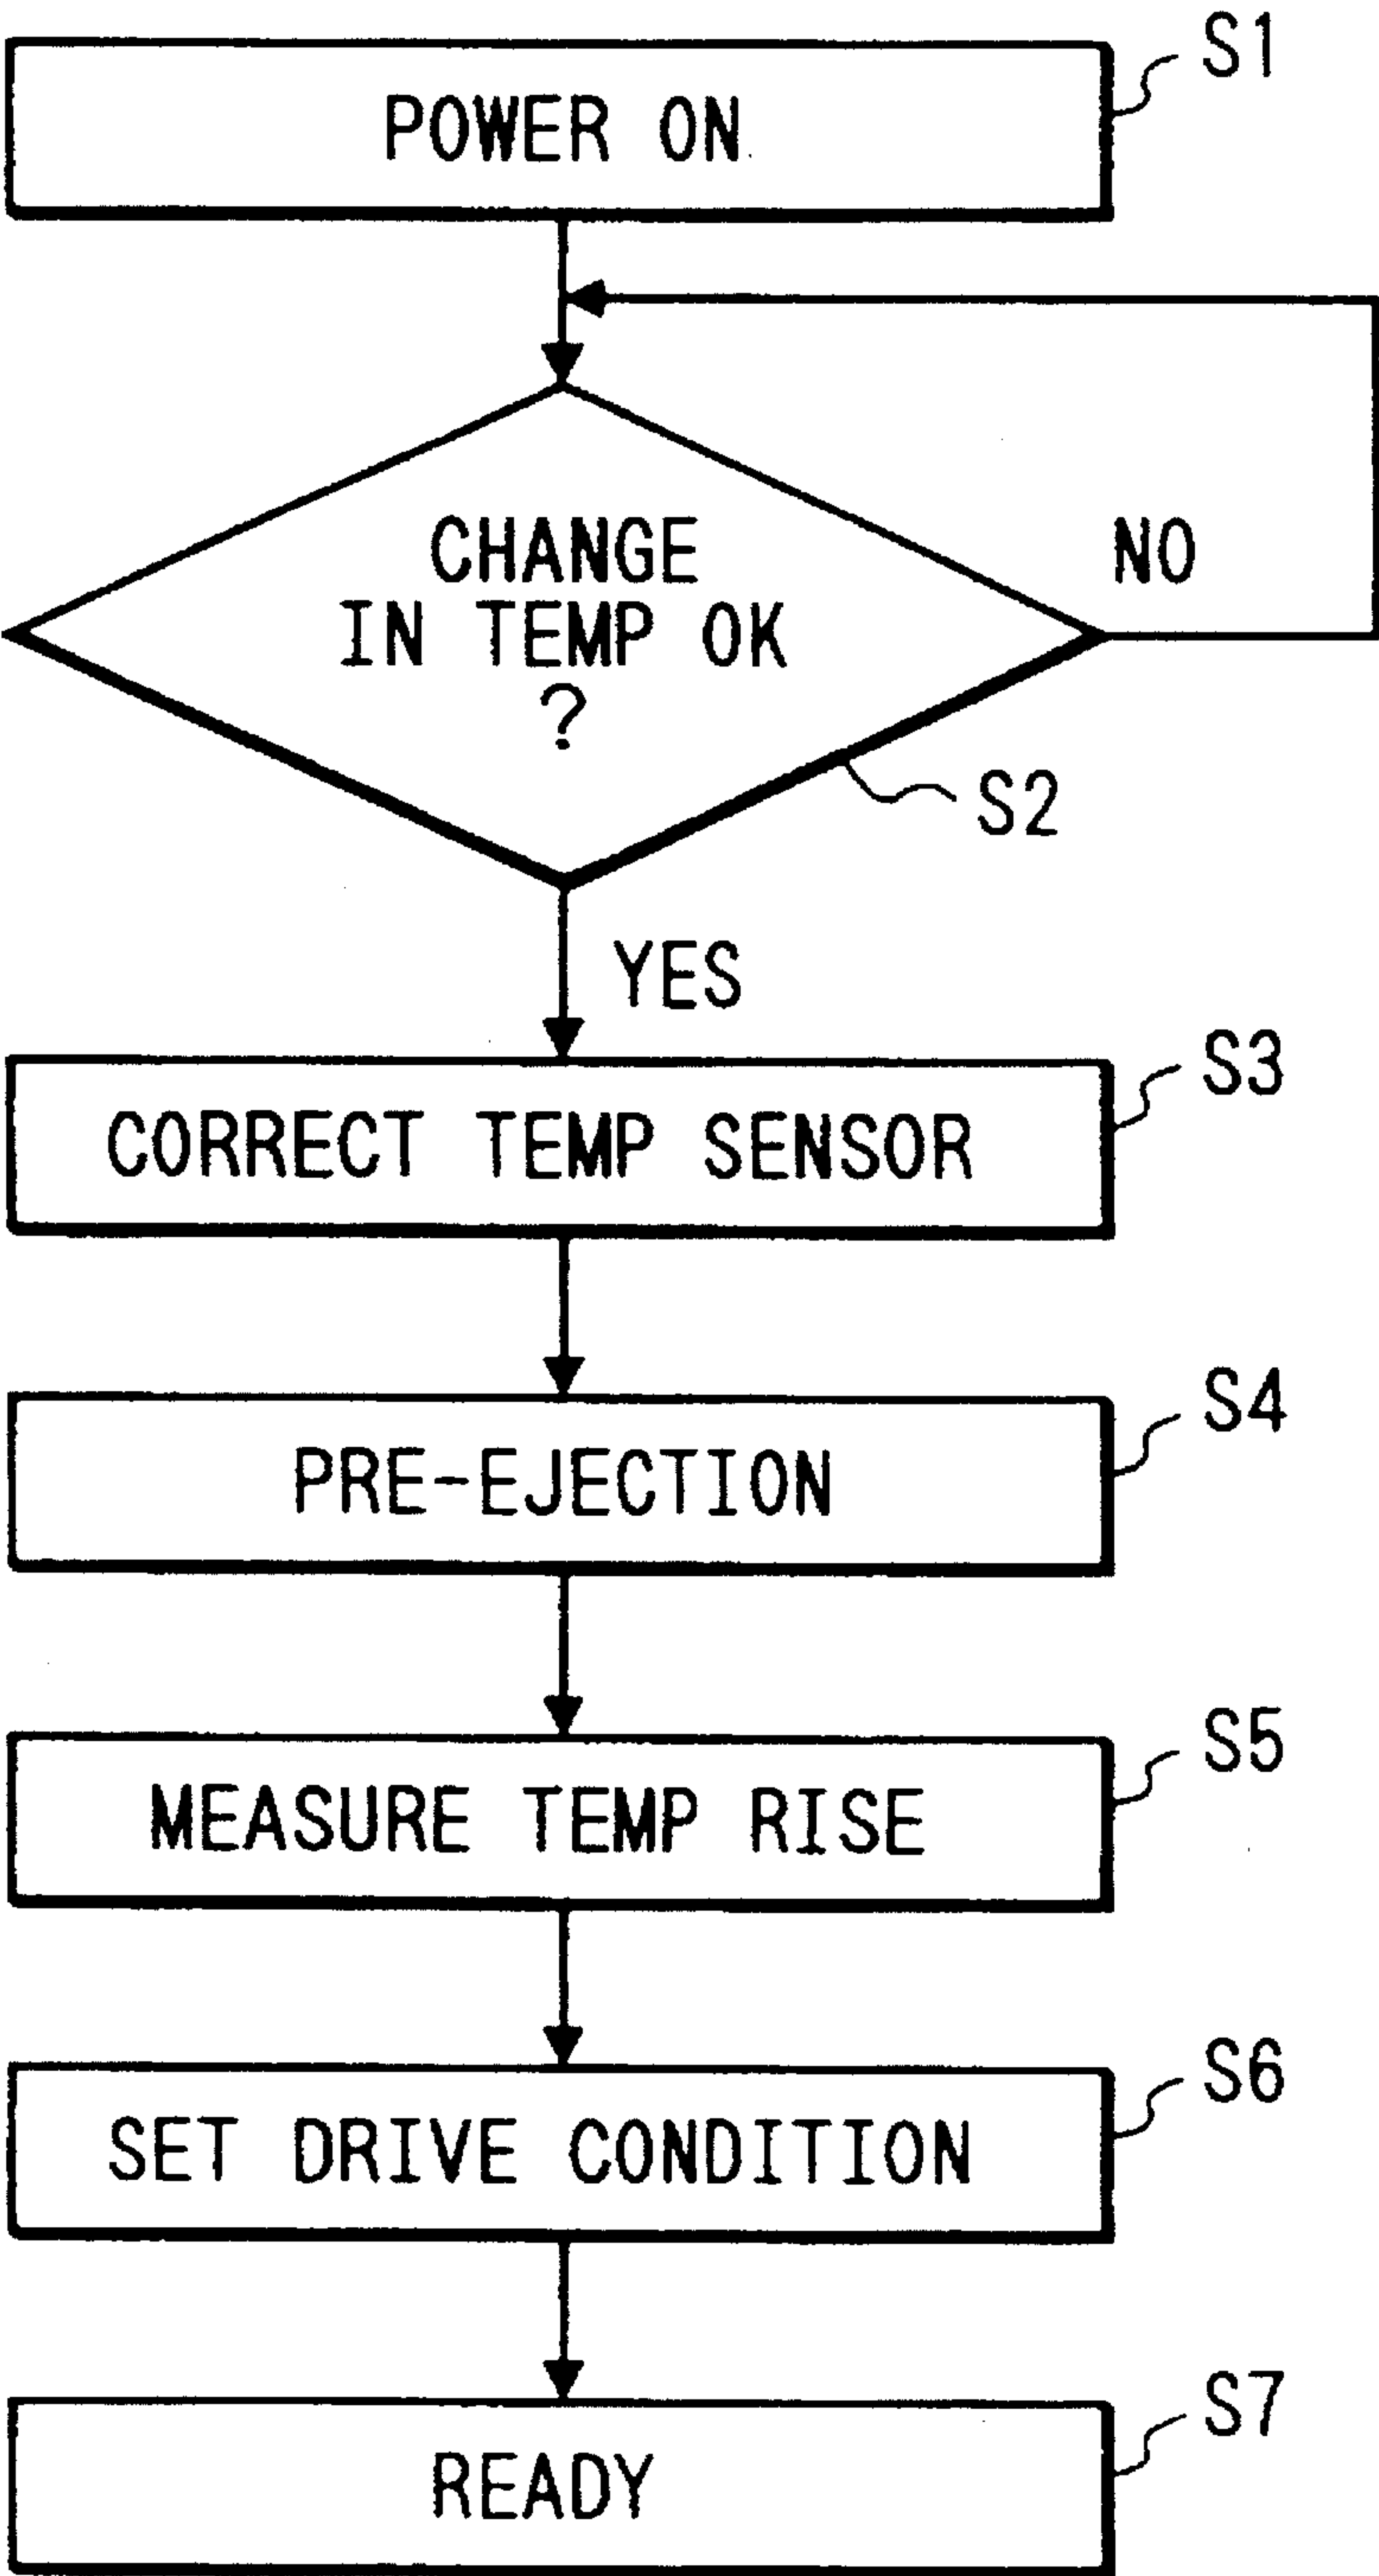 S1
POWER ON
CHANGE
IN TEMP OK
?
NO
S2
YES
S3
CORRECT TEMP SENSOR
S4
PRE-EJECTION
S5
MEASURE TEMP RISE
S6
SET DRIVE CONDITION
S7
READY